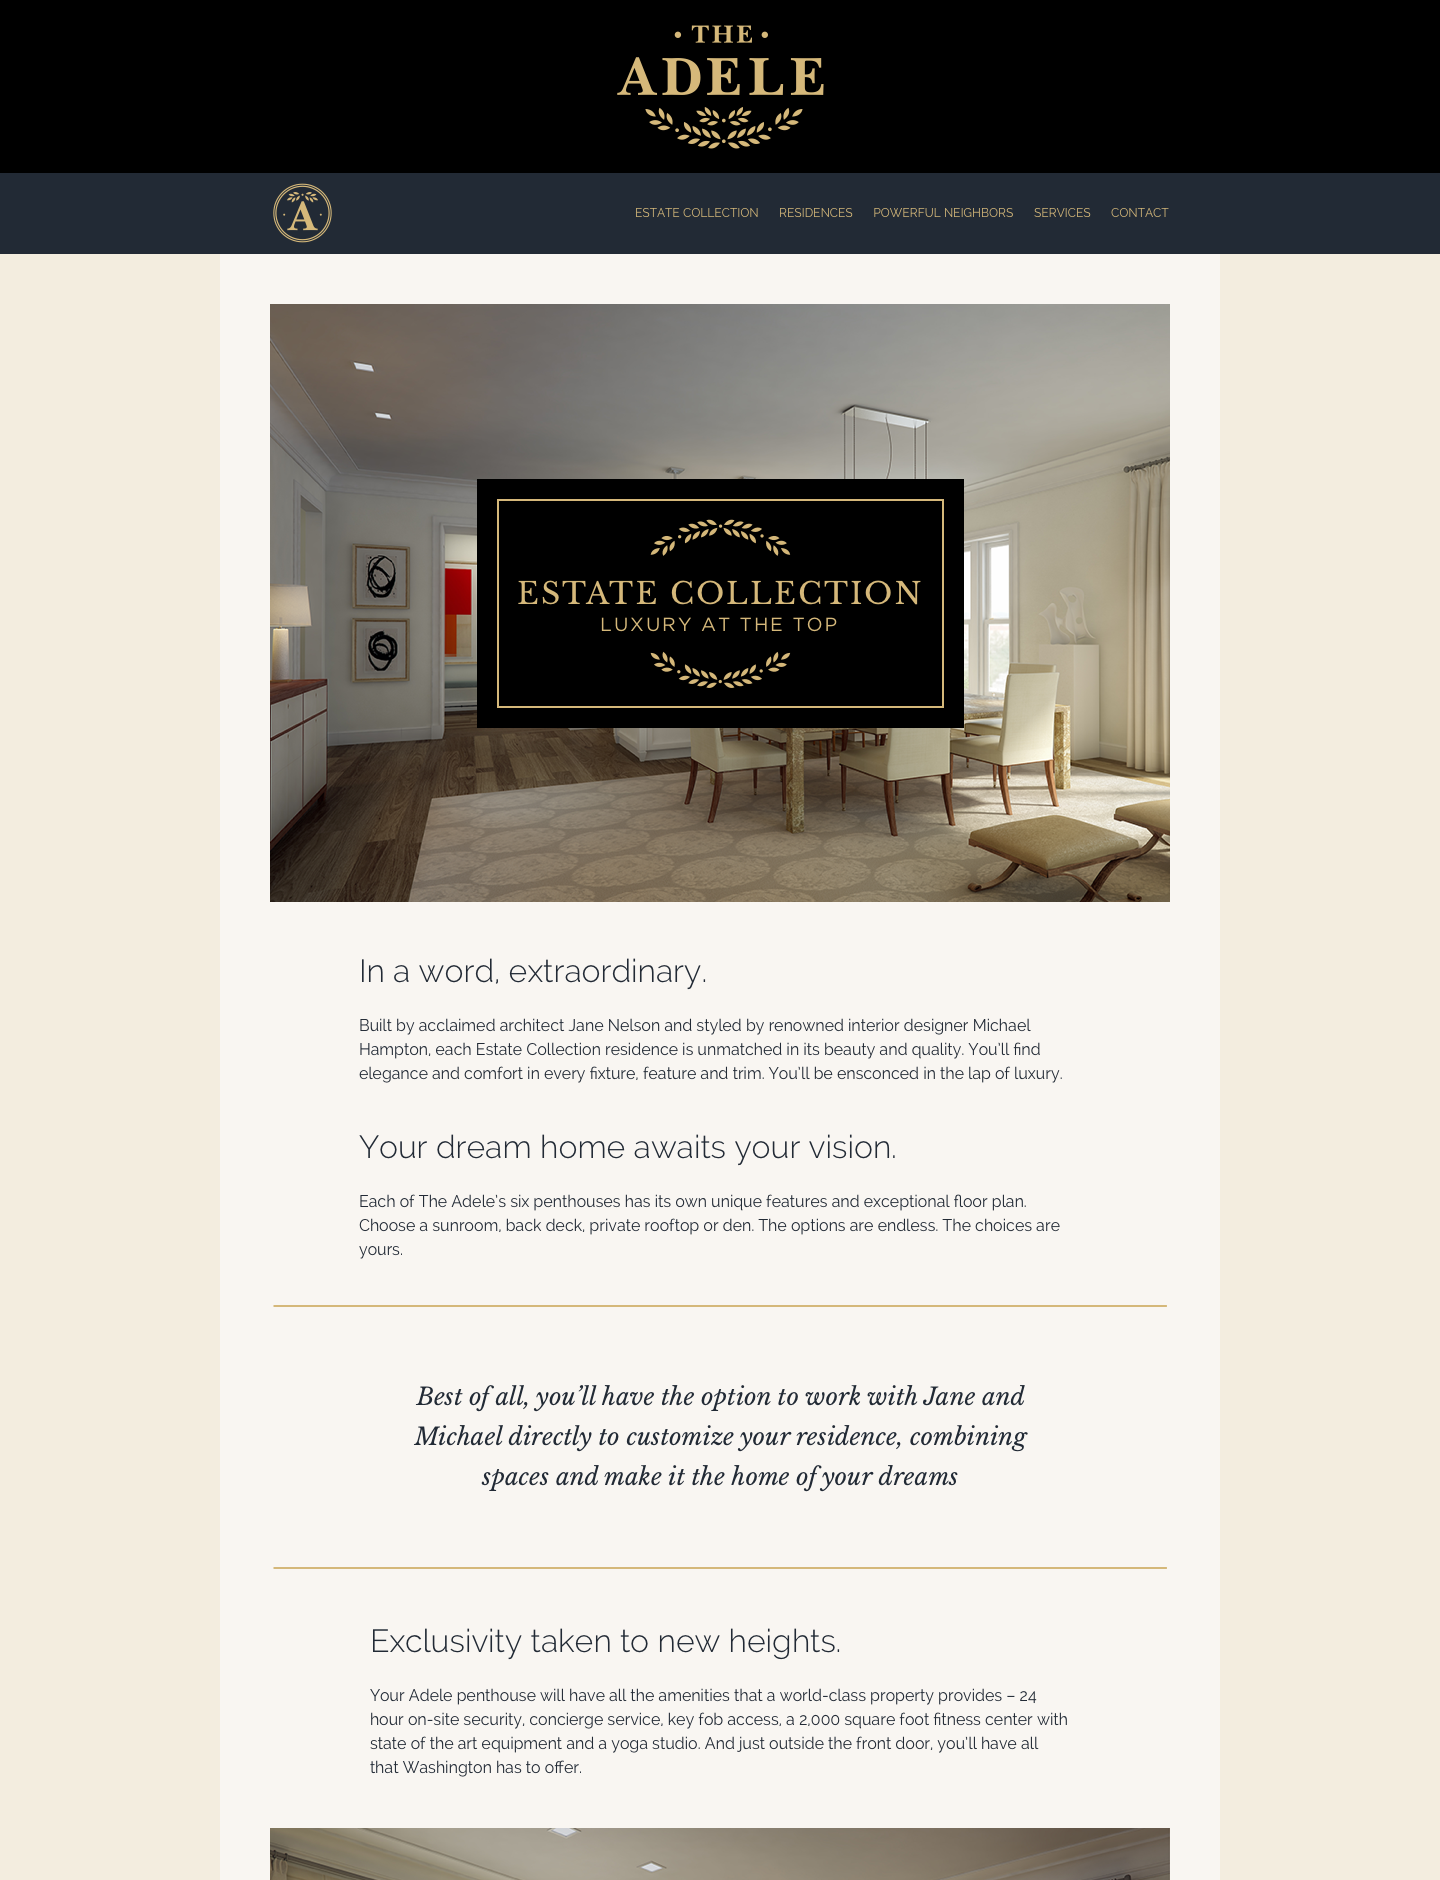 • THE •
ADELE
A
ESTATE COLLECTION RESIDENCES POWERFUL NEIGHBORS SERVICES CONTACT
ESTATE COLLECTION
LUXURY AT THE TOP
In a word, extraordinary.
Built by acclaimed architect Jane Nelson and styled by renowned interior designer Michael
Hampton, each Estate Collection residence is unmatched in its beauty and quality. You’ll find
elegance and comfort in every fixture, feature and trim. You’ll be ensconced in the lap of luxury.
Your dream home awaits your vision.
Each of The Adele’s six penthouses has its own unique features and exceptional floor plan.
Choose a sunroom, back deck, private rooftop or den. The options are endless. The choices are
yours.
Best of all, you’ll have the option to work with Jane and
Michael directly to customize your residence, combining
spaces and make it the home of your dreams
Exclusivity taken to new heights.
Your Adele penthouse will have all the amenities that a world-class property provides – 24
hour on-site security, concierge service, key fob access, a 2,000 square foot fitness center with
state of the art equipment and a yoga studio. And just outside the front door, you’ll have all
that Washington has to offer.